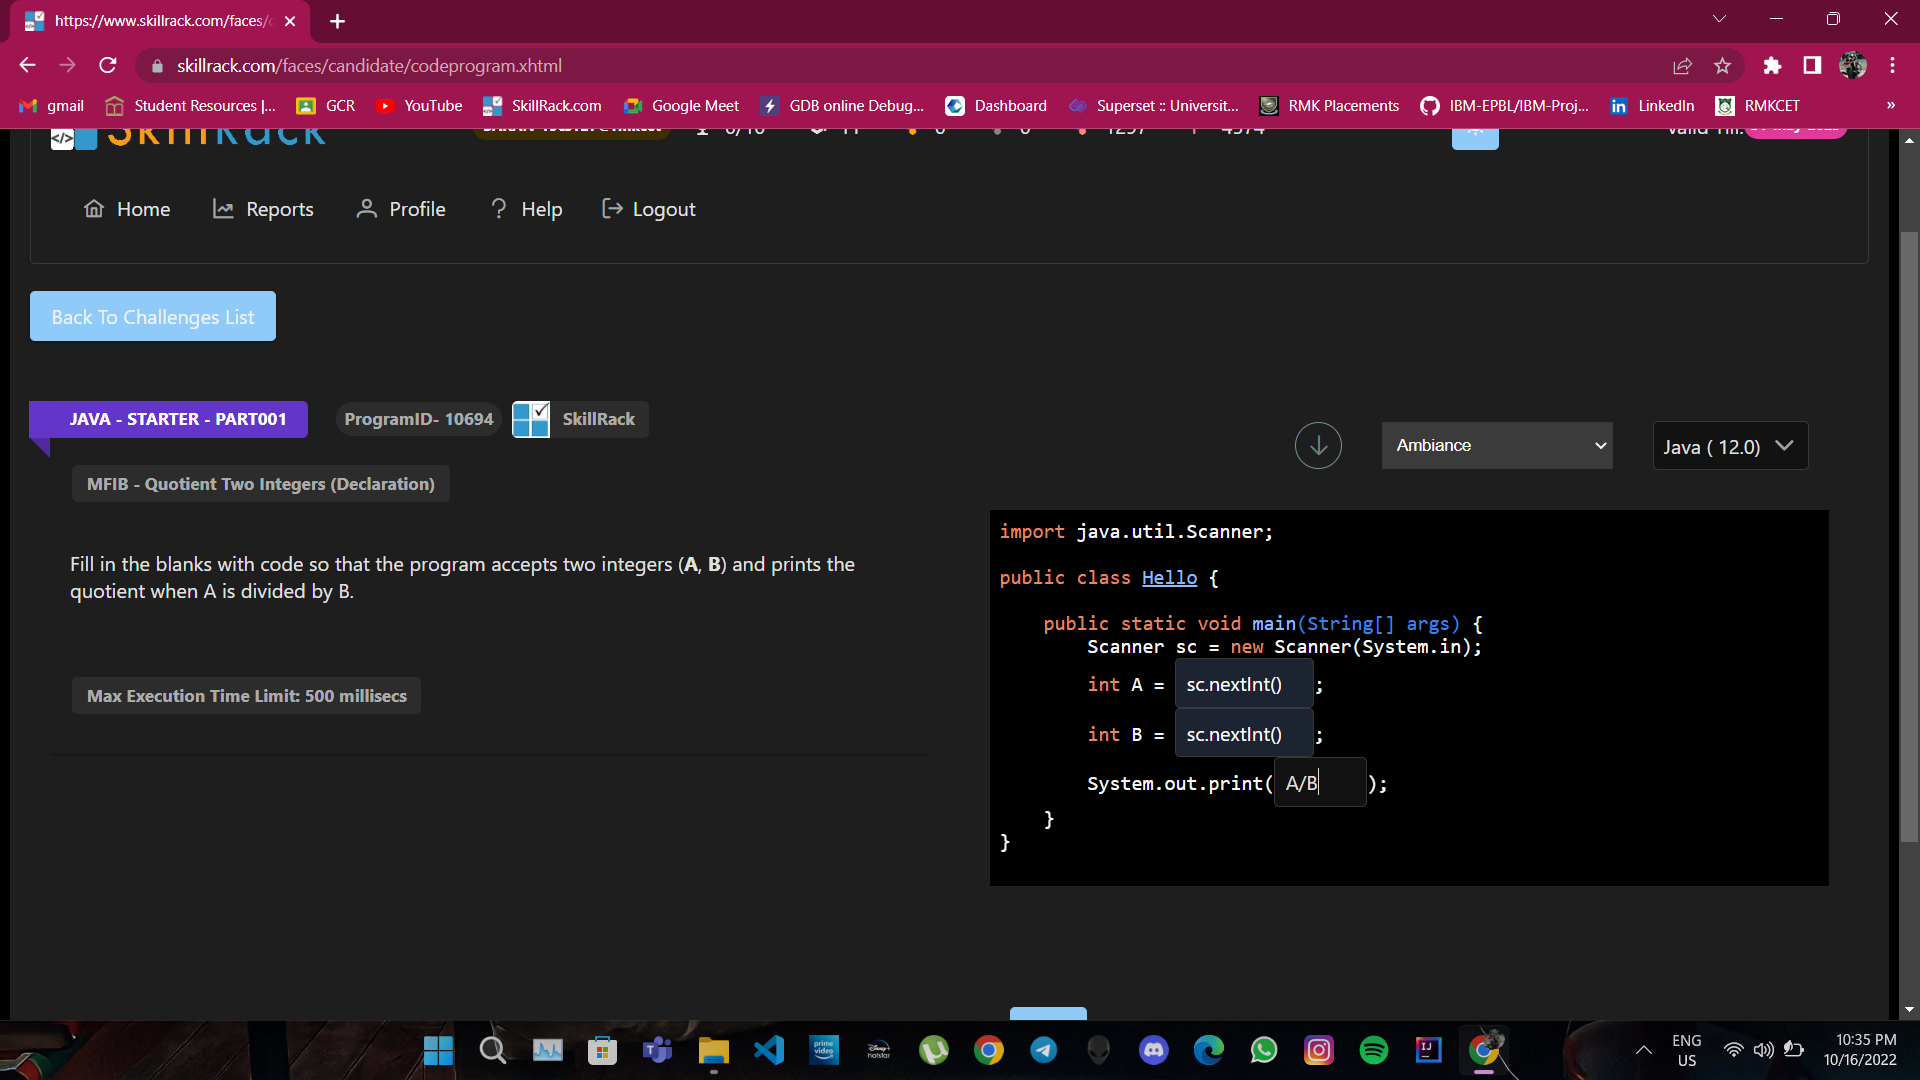 https://www.skillrack.com/faces/c
skillrack.com/faces/candidate/codeprogram.xhtml
gmail
Student Resources |...
GCR
YouTube
SkillRack.com
Google Meet
GDB online Debug...
Dashboard
Superset :: Universit...
RMK Placements
IBM-EPBL/IBM-Proj...
LinkedIn
RMKCET
»
SkillRack
Valid Till:
Home
Reports
Profile
Help
Logout
Back To Challenges List
JAVA - STARTER - PART001
ProgramID- 10694
SkillRack
MFIB - Quotient Two Integers (Declaration)
Fill in the blanks with code so that the program accepts two integers (A, B) and prints the
quotient when A is divided by B.
Max Execution Time Limit: 500 millisecs
Ambiance
Java ( 12.0)
import java.util.Scanner;
public class Hello {
public static void main(String[] args) {
Scanner sc = new Scanner(System.in);
int A = sc.nextInt() ;
int B = sc.nextInt() ;
System.out.print( A/B );
}
}
prime video
hotstar
ENG
US
10:35 PM
10/16/2022